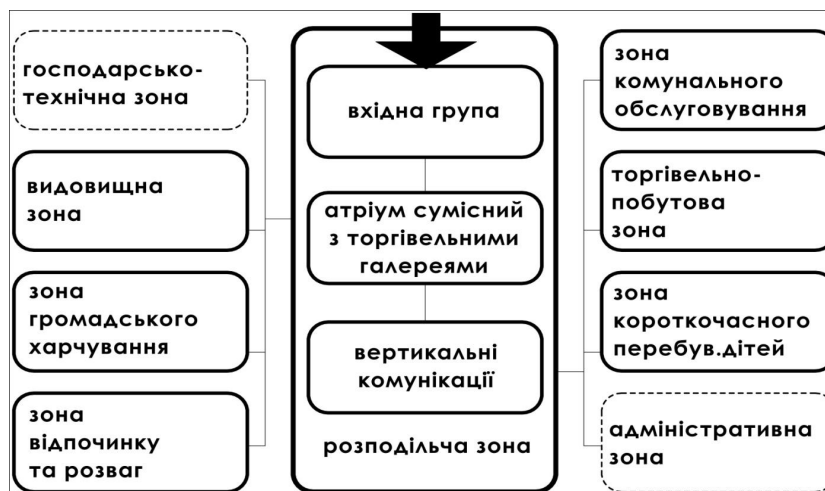 господарсько-
технічна зона
видовищна
зона
зона
громадського
харчування
зона
відпочинку
та розваг
вхідна група
атріум сумісний
з торгівельними
галереями
вертикальні
комунікації
розподільча зона
зона
комунального
обслуговування
торгівельно-
побутова
зона
зона
короткочасного
перебув.дітей
адміністративна
зона